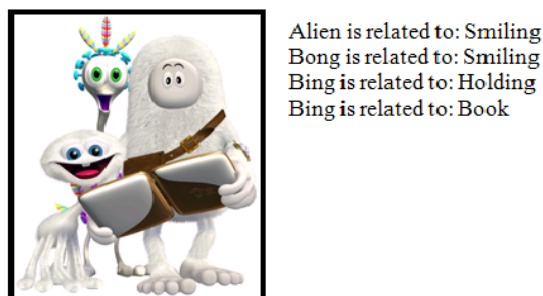 Alien is related to: Smiling
Bong is related to: Smiling
Bing is related to: Holding
Bing is related to: Book